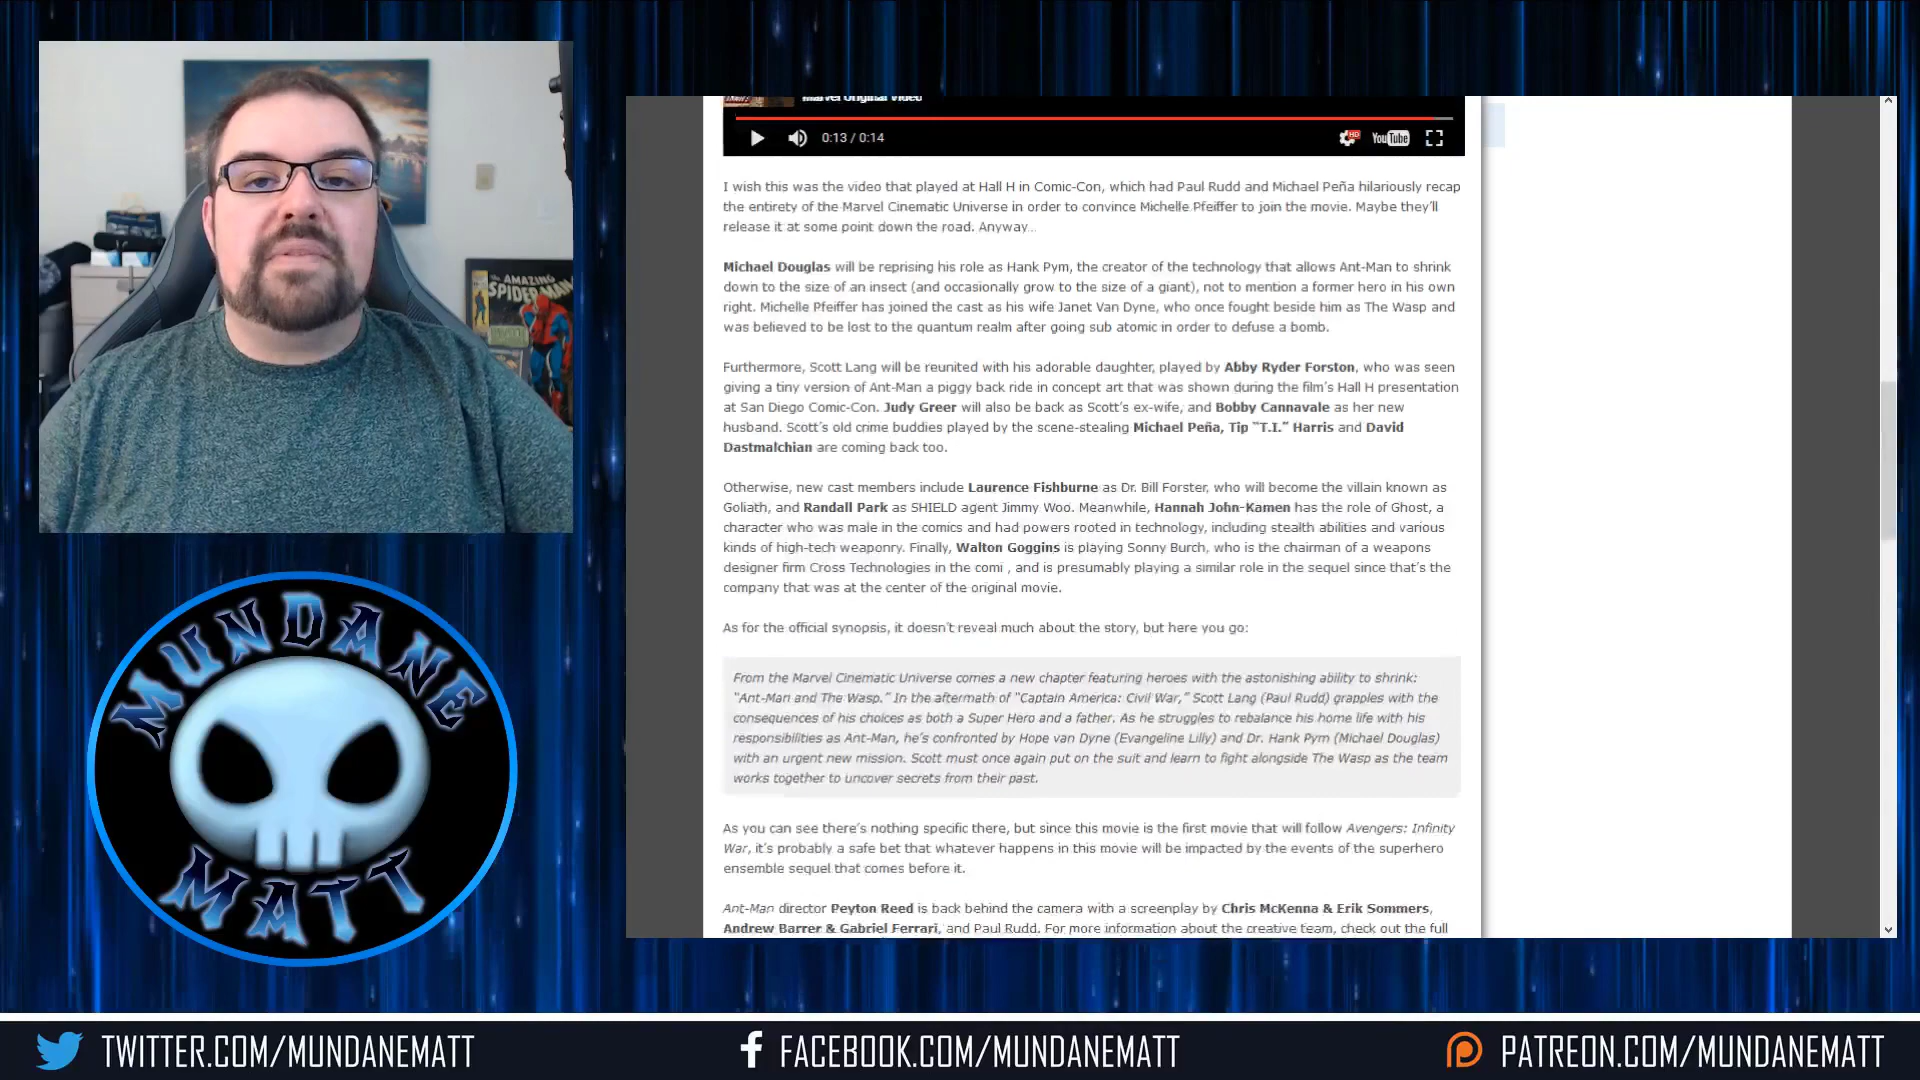 THE AMAZING
SPIDER-MAN
MUNDANE
MATT
Marvel Original Video
0:13 / 0:14
HD
YouTube
I wish this was the video that played at Hall H in Comic-Con, which had Paul Rudd and Michael Peña hilariously recap
the entirety of the Marvel Cinematic Universe in order to convince Michelle Pfeiffer to join the movie. Maybe they'll
release it at some point down the road. Anyway...
Michael Douglas will be reprising his role as Hank Pym, the creator of the technology that allows Ant-Man to shrink
down to the size of an insect (and occasionally grow to the size of a giant), not to mention a former hero in his own
right. Michelle Pfeiffer has joined the cast as his wife Janet Van Dyne, who once fought beside him as The Wasp and
was believed to be lost to the quantum realm after going sub atomic in order to defuse a bomb.
Furthermore, Scott Lang will be reunited with his adorable daughter, played by Abby Ryder Forston, who was seen
giving a tiny version of Ant-Man a piggy back ride in concept art that was shown during the film's Hall H presentation
at San Diego Comic-Con. Judy Greer will also be back as Scott's ex-wife, and Bobby Cannavale as her new
husband. Scott's old crime buddies played by the scene-stealing Michael Peña, Tip "T.I." Harris and David
Dastmalchian are coming back too.
Otherwise, new cast members include Laurence Fishburne as Dr. Bill Forster, who will become the villain known as
Goliath, and Randall Park as SHIELD agent Jimmy Woo. Meanwhile, Hannah John-Kamen has the role of Ghost, a
character who was male in the comics and had powers rooted in technology, including stealth abilities and various
kinds of high-tech weaponry. Finally, Walton Goggins is playing Sonny Burch, who is the chairman of a weapons
designer firm Cross Technologies in the comi , and is presumably playing a similar role in the sequel since that's the
company that was at the center of the original movie.
As for the official synopsis, it doesn't reveal much about the story, but here you go:
From the Marvel Cinematic Universe comes a new chapter featuring heroes with the astonishing ability to shrink:
"Ant-Man and The Wasp." In the aftermath of "Captain America: Civil War," Scott Lang (Paul Rudd) grapples with the
consequences of his choices as both a Super Hero and a father. As he struggles to rebalance his home life with his
responsibilities as Ant-Man, he's confronted by Hope van Dyne (Evangeline Lilly) and Dr. Hank Pym (Michael Douglas)
with an urgent new mission. Scott must once again put on the suit and learn to fight alongside The Wasp as the team
works together to uncover secrets from their past.
As you can see there's nothing specific there, but since this movie is the first movie that will follow Avengers: Infinity
War, it's probably a safe bet that whatever happens in this movie will be impacted by the events of the superhero
ensemble sequel that comes before it.
Ant-Man director Peyton Reed is back behind the camera with a screenplay by Chris McKenna & Erik Sommers,
Andrew Barrer & Gabriel Ferrari, and Paul Rudd. For more information about the creative team, check out the full
TWITTER.COM/MUNDANEMATT
FACEBOOK.COM/MUNDANEMATT
PATREON.COM/MUNDANEMATT